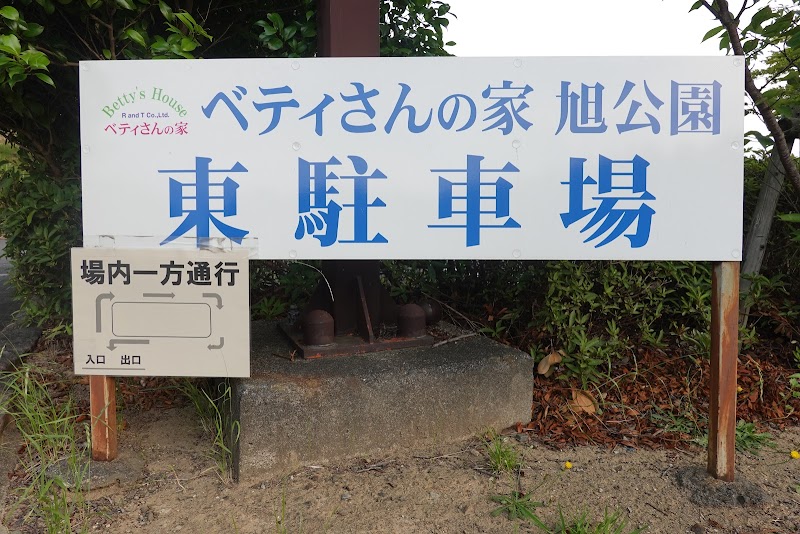 Betty's House
R and T Co.,Ltd.
ベティさんの家
ベティさんの家 旭公園
東駐車場
場内一方通行
入口 出口